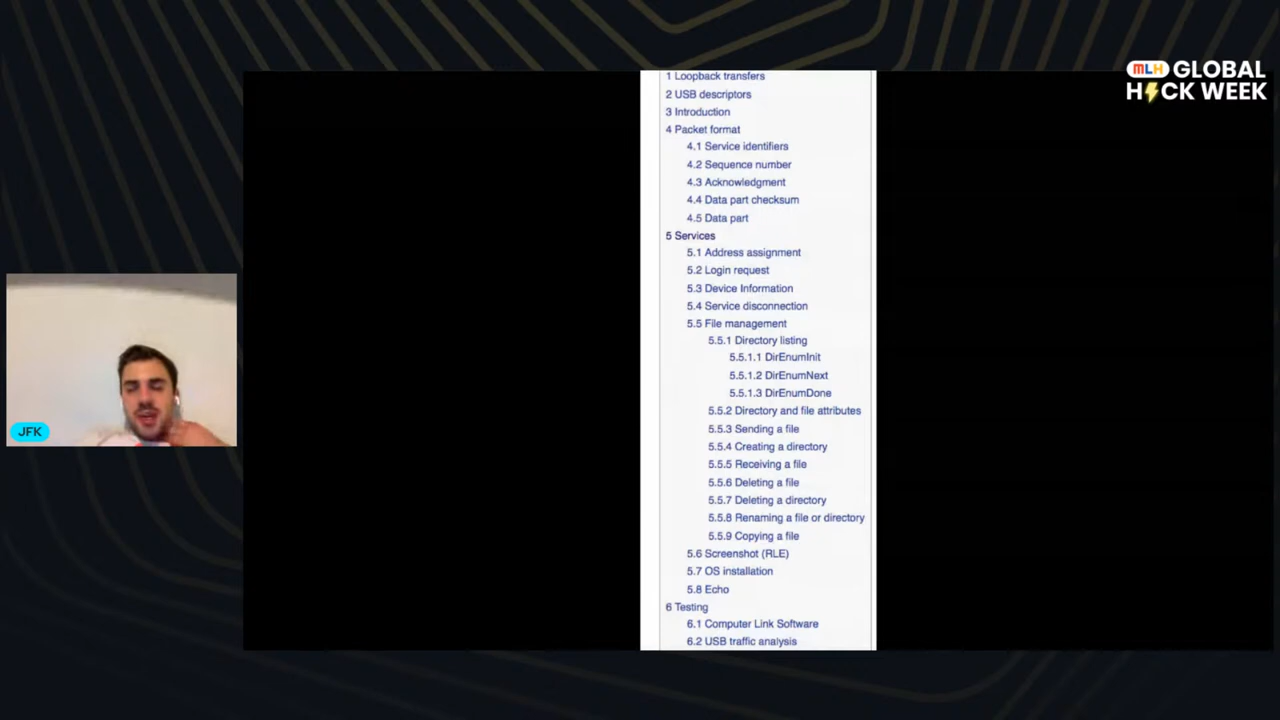 MLH GLOBAL
HACK WEEK
1 Loopback transfers
2 USB descriptors
3 Introduction
4 Packet format
4.1 Service identifiers
4.2 Sequence number
4.3 Acknowledgment
4.4 Data part checksum
4.5 Data part
5 Services
5.1 Address assignment
5.2 Login request
5.3 Device Information
5.4 Service disconnection
5.5 File management
5.5.1 Directory listing
5.5.1.1 DirEnumInit
5.5.1.2 DirEnumNext
5.5.1.3 DirEnumDone
5.5.2 Directory and file attributes
5.5.3 Sending a file
5.5.4 Creating a directory
5.5.5 Receiving a file
5.5.6 Deleting a file
5.5.7 Deleting a directory
5.5.8 Renaming a file or directory
5.5.9 Copying a file
5.6 Screenshot (RLE)
5.7 OS installation
5.8 Echo
6 Testing
6.1 Computer Link Software
6.2 USB traffic analysis
JFK